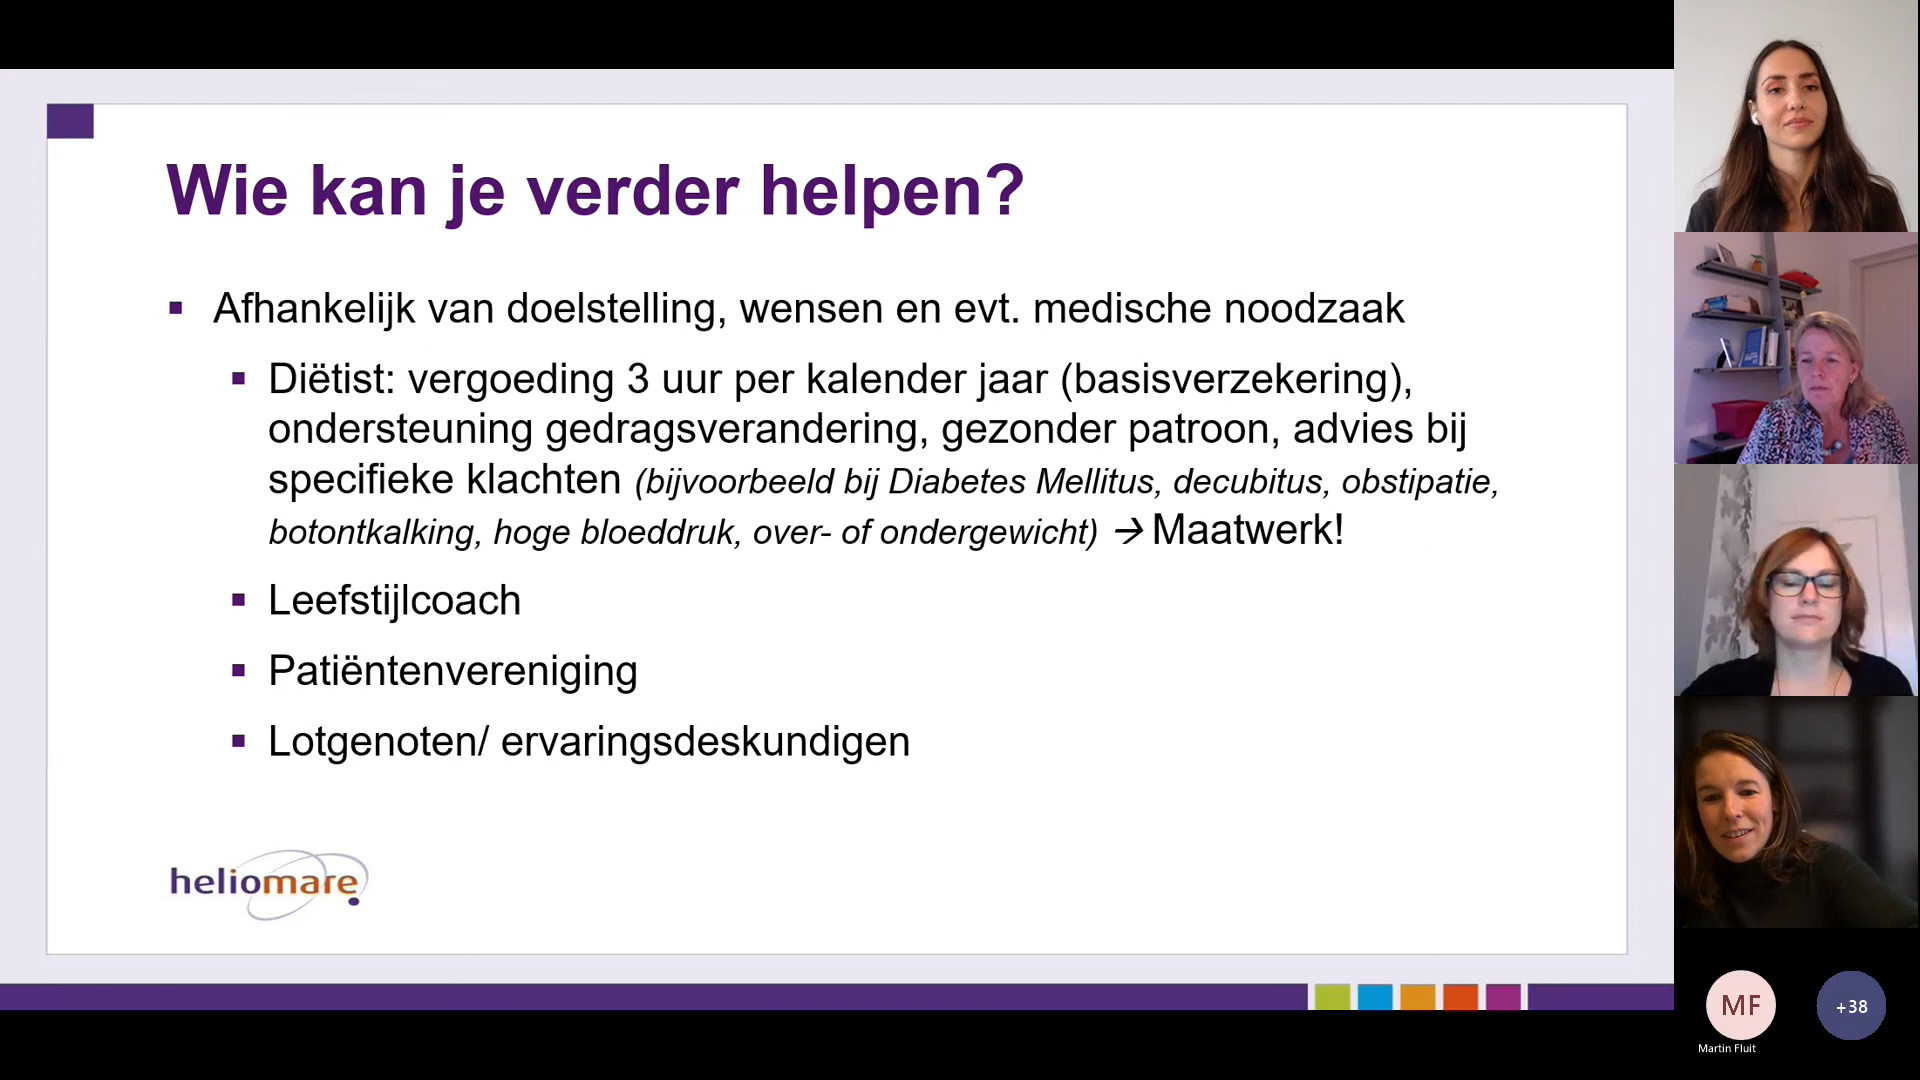 Wie kan je verder helpen?
▪ Afhankelijk van doelstelling, wensen en evt. medische noodzaak
▪ Diëtist: vergoeding 3 uur per kalender jaar (basisverzekering),
ondersteuning gedragsverandering, gezonder patroon, advies bij
specifieke klachten (bijvoorbeeld bij Diabetes Mellitus, decubitus, obstipatie,
botontkalking, hoge bloeddruk, over- of ondergewicht) → Maatwerk!
▪ Leefstijlcoach
▪ Patiëntenvereniging
▪ Lotgenoten/ ervaringsdeskundigen
heliomare
MF
+38
Martin Fluit